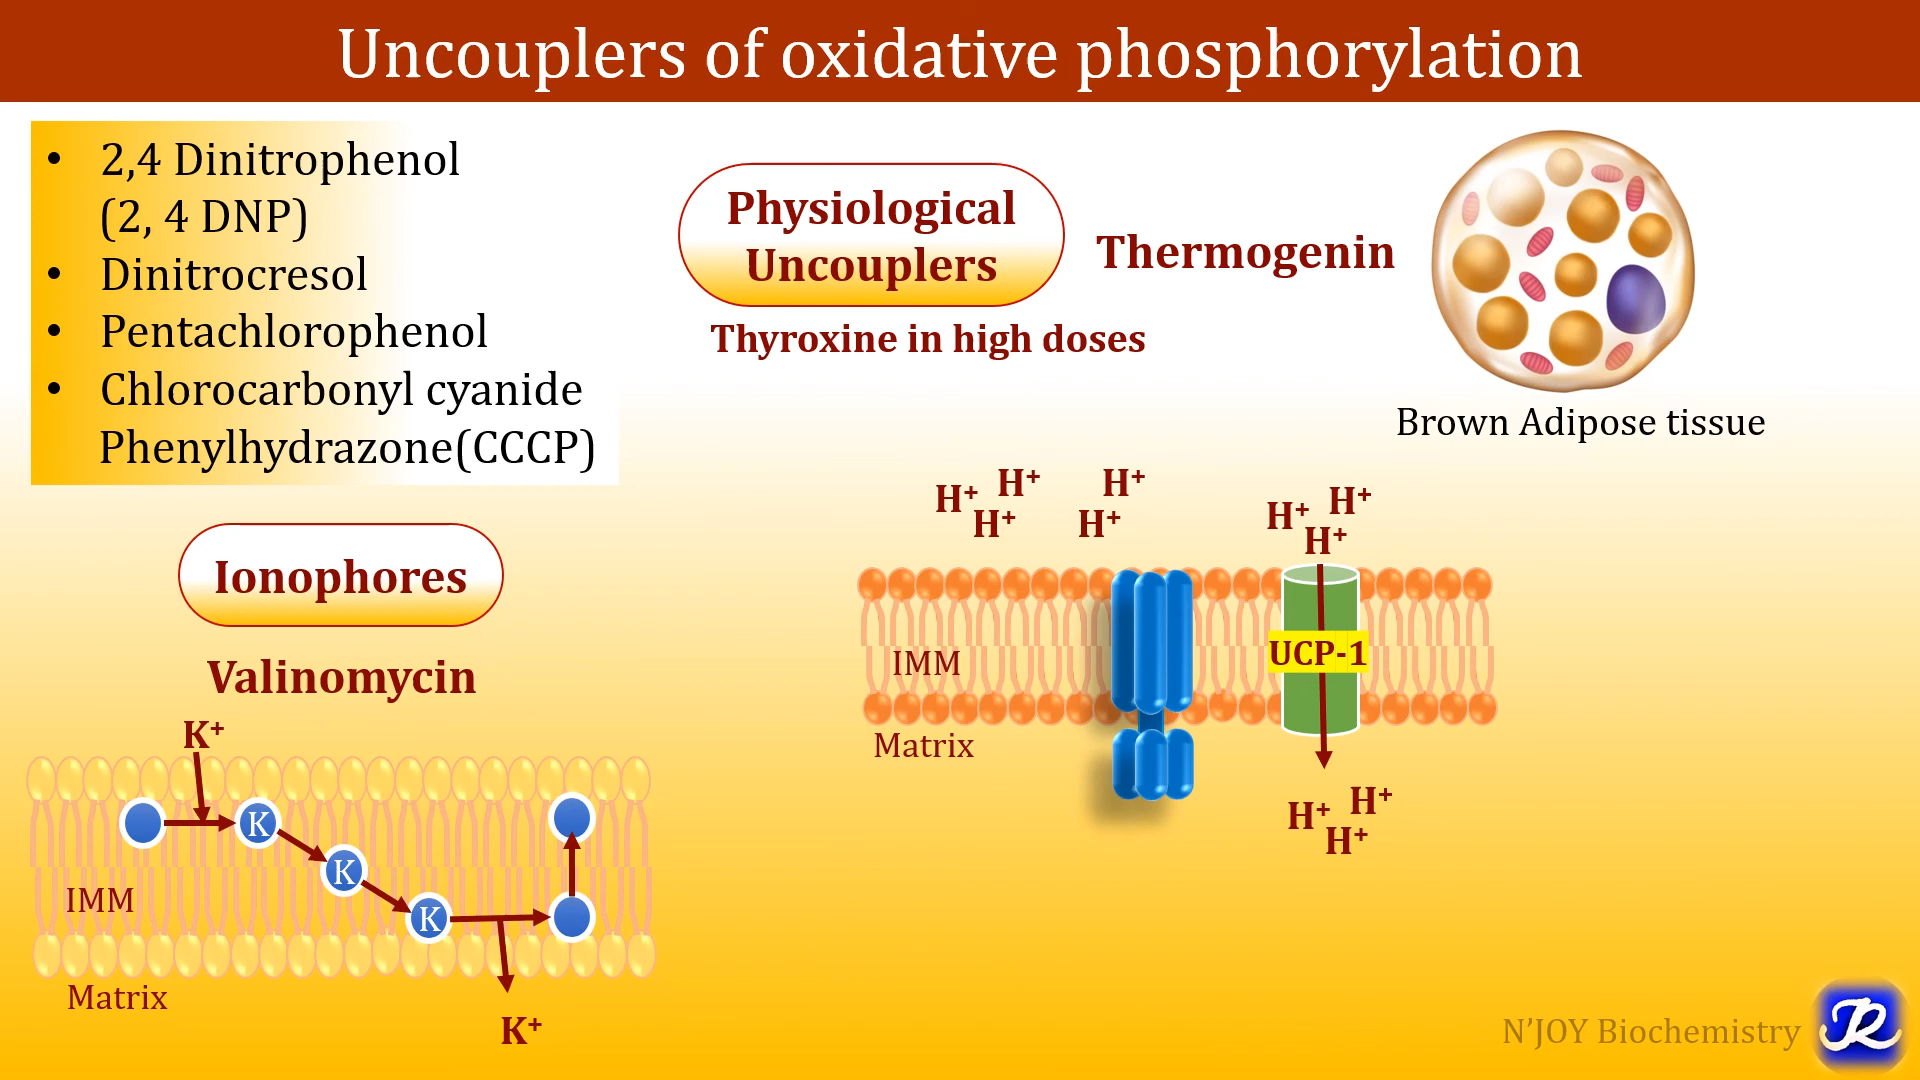 Uncouplers of oxidative phosphorylation
• 2,4 Dinitrophenol
(2, 4 DNP)
• Dinitrocresol
• Pentachlorophenol
• Chlorocarbonyl cyanide
Phenylhydrazone(CCCP)
Ionophores
Valinomycin
K⁺
K
K
K
IMM
Matrix
K⁺
Physiological
Uncouplers
Thermogenin
Thyroxine in high doses
Brown Adipose tissue
H⁺ H⁺ H⁺
H⁺ H⁺
H⁺ H⁺
H⁺
IMM
UCP-1
Matrix
H⁺ H⁺
H⁺
N’JOY Biochemistry
R